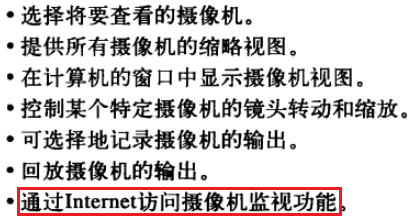 • 选择将要查看的摄像机。
• 提供所有摄像机的缩略视图。
• 在计算机的窗口中显示摄像机视图。
• 控制某个特定摄像机的镜头转动和缩放。
• 可选择地记录摄像机的输出。
• 回放摄像机的输出。
• 通过Internet访问摄像机监视功能。